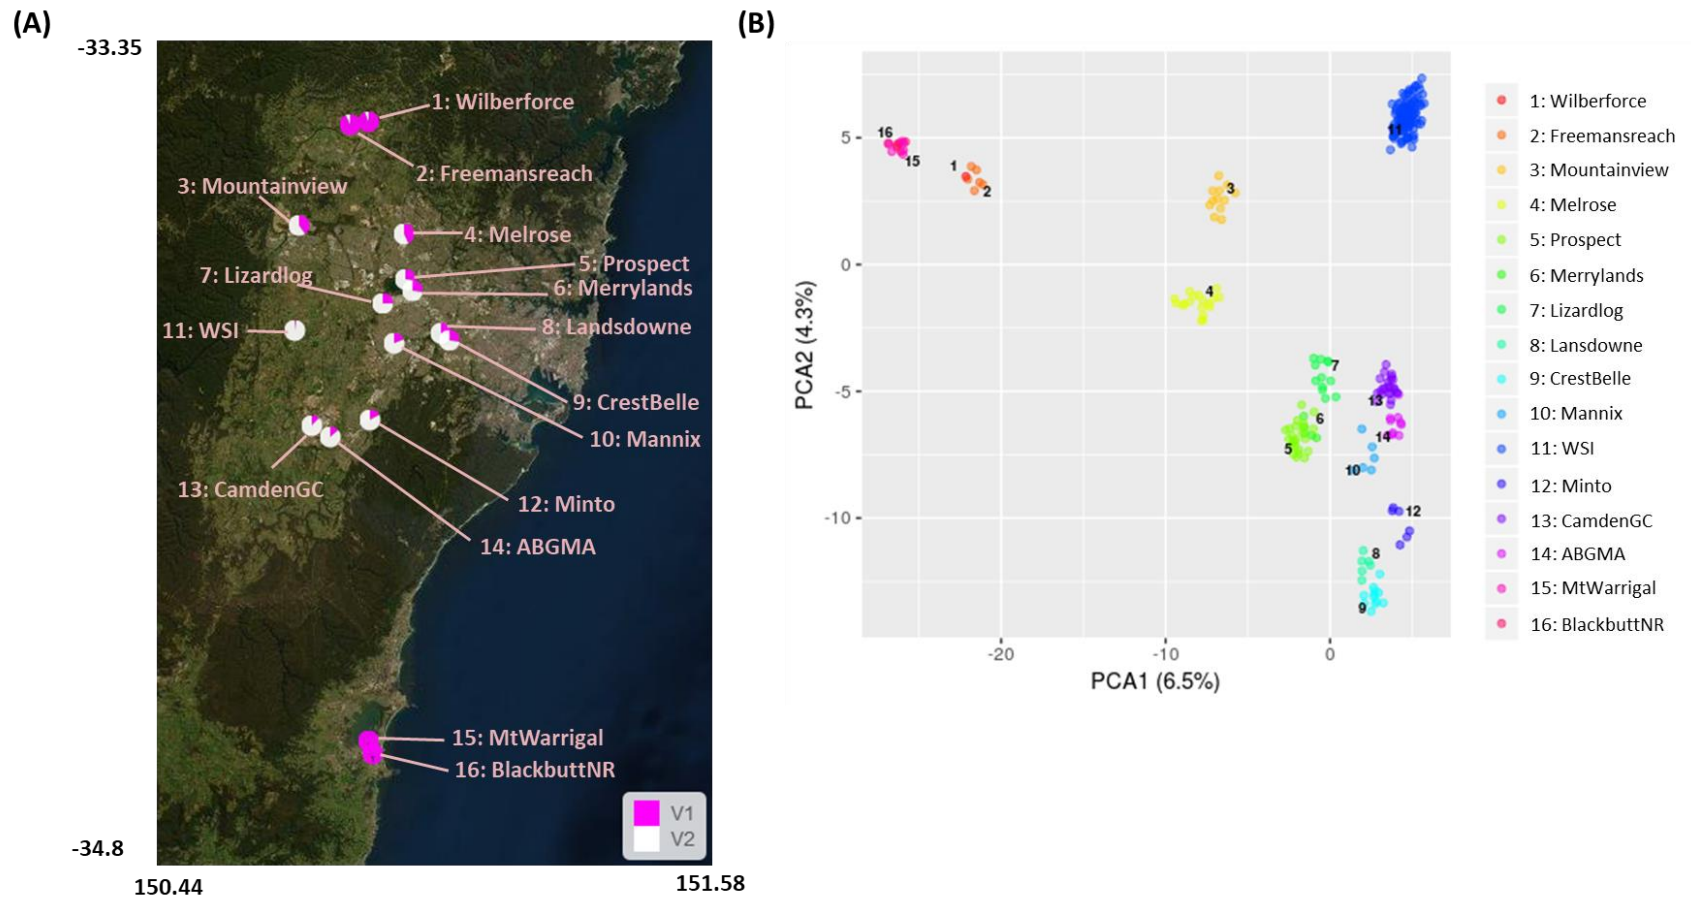 (A)
-33.35
1: Wilberforce
2: Freemansreach
3: Mountainview
4: Melrose
5: Prospect
7: Lizardlog
6: Merrylands
11: WSI
8: Landsdowne
9: CrestBelle
10: Mannix
13: CamdenGC
12: Minto
14: ABGMA
15: MtWarrigal
16: BlackbuttNR
V1
V2
-34.8
150.44
151.58
(B)
PCA2 (4.3%)
5
0
-5
-10
16
15
1
2
3
11
4
7
6
5
13
14
10
12
8
9
-20
-10
0
PCA1 (6.5%)
1: Wilberforce
2: Freemansreach
3: Mountainview
4: Melrose
5: Prospect
6: Merrylands
7: Lizardlog
8: Lansdowne
9: CrestBelle
10: Mannix
11: WSI
12: Minto
13: CamdenGC
14: ABGMA
15: MtWarrigal
16: BlackbuttNR